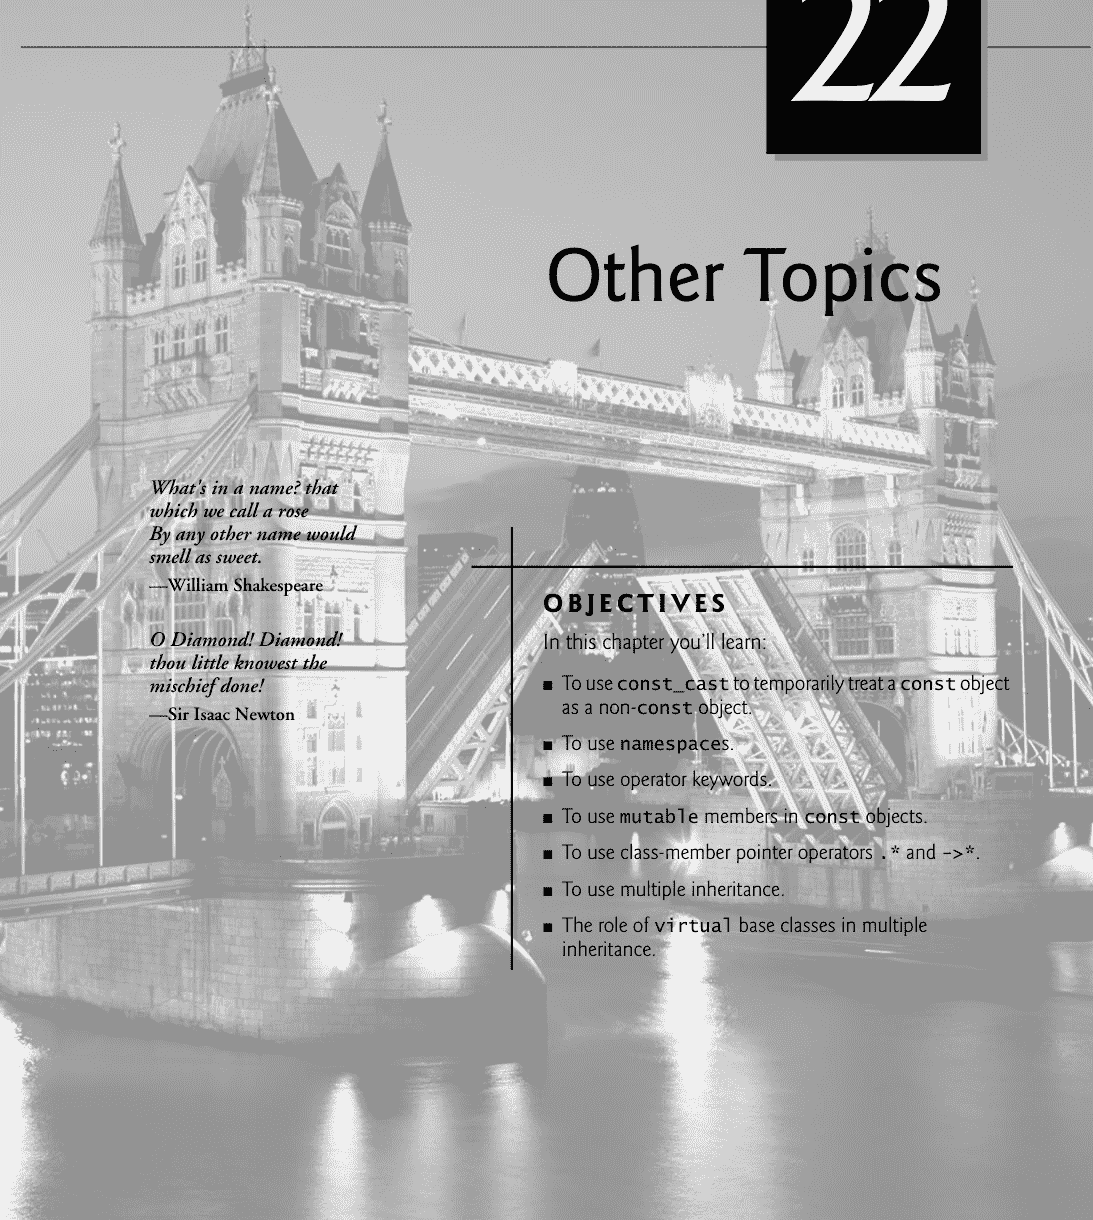 22
Other Topics
What's in a name? that
which we call a rose
By any other name would
smell as sweet.
—William Shakespeare
O Diamond! Diamond!
thou little knowest the
mischief done!
—Sir Isaac Newton
OBJECTIVES
In this chapter you'll learn:
■ To use const_cast to temporarily treat a const object
as a non-const object.
■ To use namespaces.
■ To use operator keywords.
■ To use mutable members in const objects.
■ To use class-member pointer operators .* and ->*.
■ To use multiple inheritance.
■ The role of virtual base classes in multiple
inheritance.